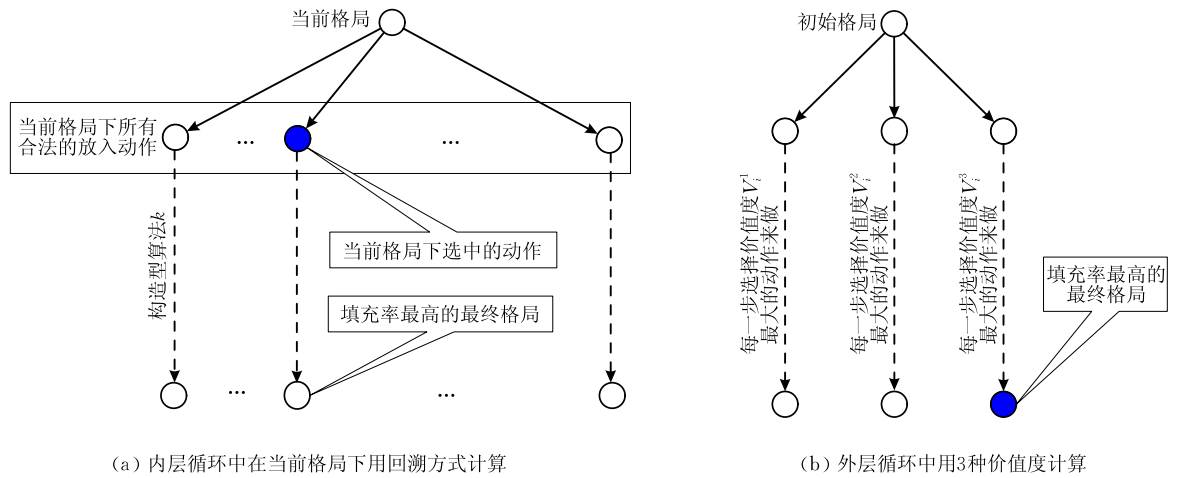 当前格局
当前格局下所有
合法的放入动作
...
...
构造型算法k
当前格局下选中的动作
填充率最高的最终格局
...
...
(a) 内层循环中在当前格局下用回溯方式计算
初始格局
每一步选择价值度V_i^1
最大的动作来做
每一步选择价值度V_i^2
最大的动作来做
每一步选择价值度V_i^3
最大的动作来做
填充率最高的
最终格局
(b) 外层循环中用3种价值度计算